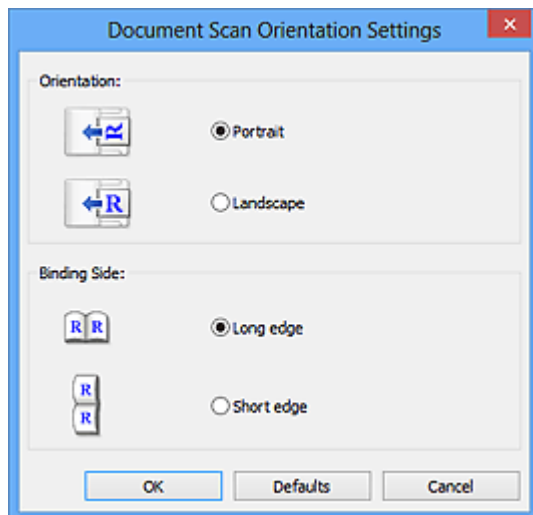 Document Scan Orientation Settings
Orientation:
R
Portrait
R
Landscape
Binding Side:
R R
Long edge
R
R
Short edge
OK Defaults Cancel